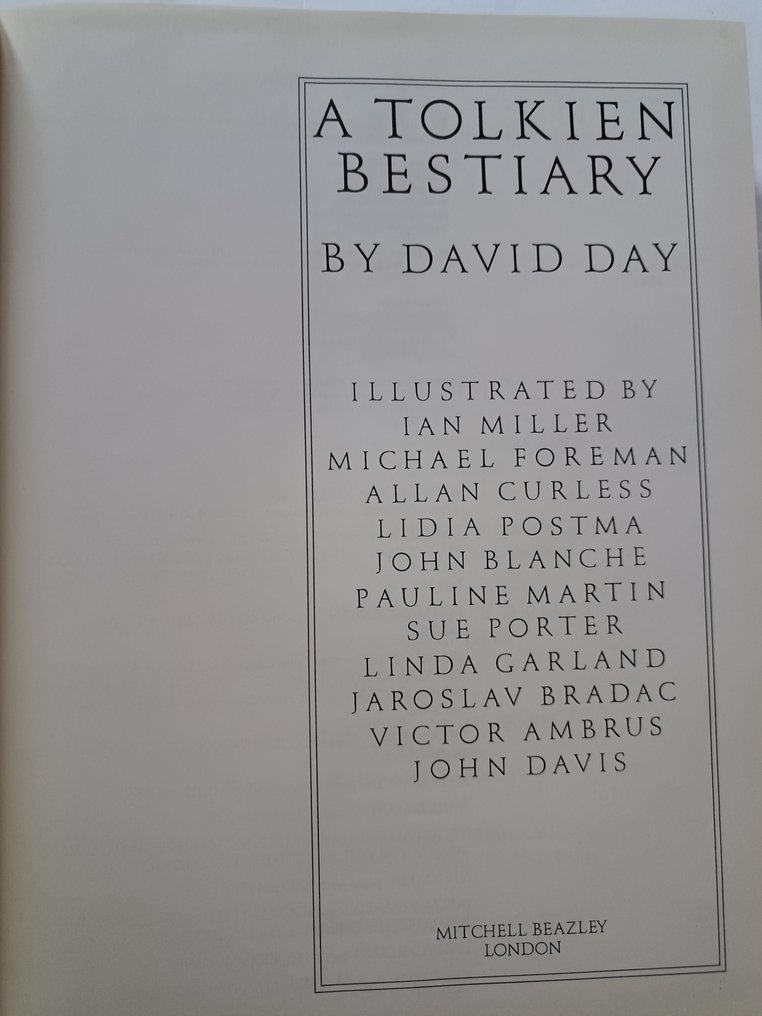 A TOLKIEN
BESTIARY
BY DAVID DAY
ILLUSTRATED BY
IAN MILLER
MICHAEL FOREMAN
ALLAN CURLESS
LIDIA POSTMA
JOHN BLANCHE
PAULINE MARTIN
SUE PORTER
LINDA GARLAND
JAROSLAV BRADAC
VICTOR AMBRUS
JOHN DAVIS
MITCHELL BEAZLEY
LONDON